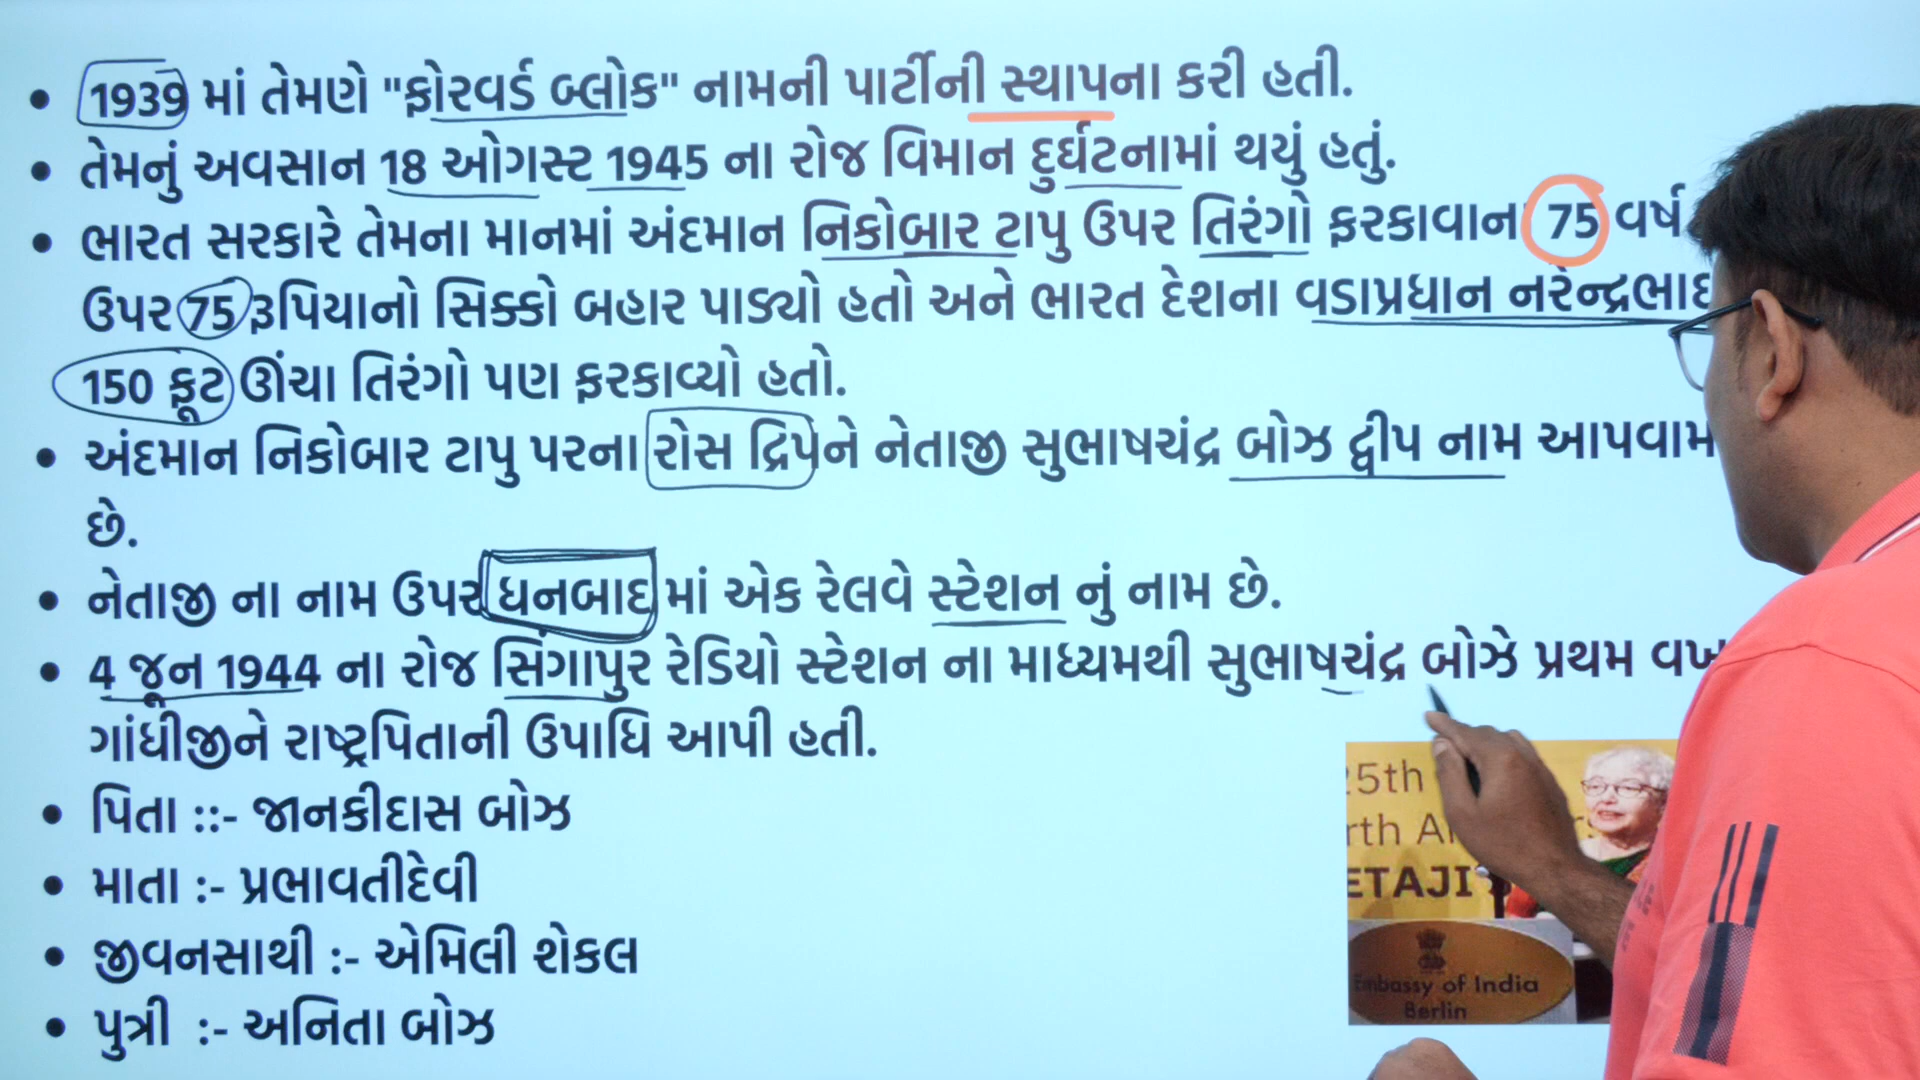 • 1939 માં તેમણે "ફોરવર્ડ બ્લોક" નામની પાર્ટીની સ્થાપના કરી હતી.
• તેમનું અવસાન 18 ઓગસ્ટ 1945 ના રોજ વિમાન દુર્ઘટનામાં થયું હતું.
• ભારત સરકારે તેમના માનમાં અંદમાન નિકોબાર ટાપુ ઉપર તિરંગો ફરકાવાના 75 વર્ષ
ઉપર 75 રૂપિયાનો સિક્કો બહાર પાડ્યો હતો અને ભારત દેશના વડાપ્રધાન નરેન્દ્રભાઇ
150 ફૂટ ઊંચા તિરંગો પણ ફરકાવ્યો હતો.
• અંદમાન નિકોબાર ટાપુ પરના રોસ દ્રિપને નેતાજી સુભાષચંદ્ર બોઝ દ્વીપ નામ આપવામ
છે.
• નેતાજી ના નામ ઉપર ધનબાદ માં એક રેલવે સ્ટેશન નું નામ છે.
• 4 જૂન 1944 ના રોજ સિંગાપુર રેડિયો સ્ટેશન ના માધ્યમથી સુભાષચંદ્ર બોઝે પ્રથમ વખ
ગાંધીજીને રાષ્ટ્રપિતાની ઉપાધિ આપી હતી.
• પિતા ::- જાનકીદાસ બોઝ
• માતા :- પ્રભાવતીદેવી
• જીવનસાથી :- એમિલી શેકલ
• પુત્રી :- અનિતા બોઝ
25th
rth A
ETAJI
Embassy of India
Berlin